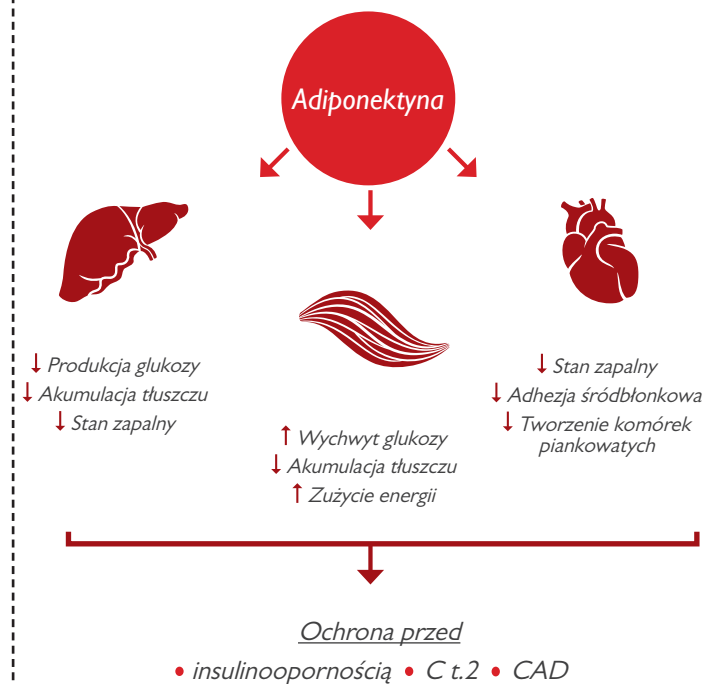 Adiponektyna
↓ Produkcja glukozy
↓ Akumulacja tłuszczu
↓ Stan zapalny
↑ Wychwyt glukozy
↓ Akumulacja tłuszczu
↑ Zużycie energii
↓ Stan zapalny
↓ Adhezja śródbłonkowa
↓ Tworzenie komórek
piankowatych
Ochrona przed
• insulinoopornością • C t.2 • CAD